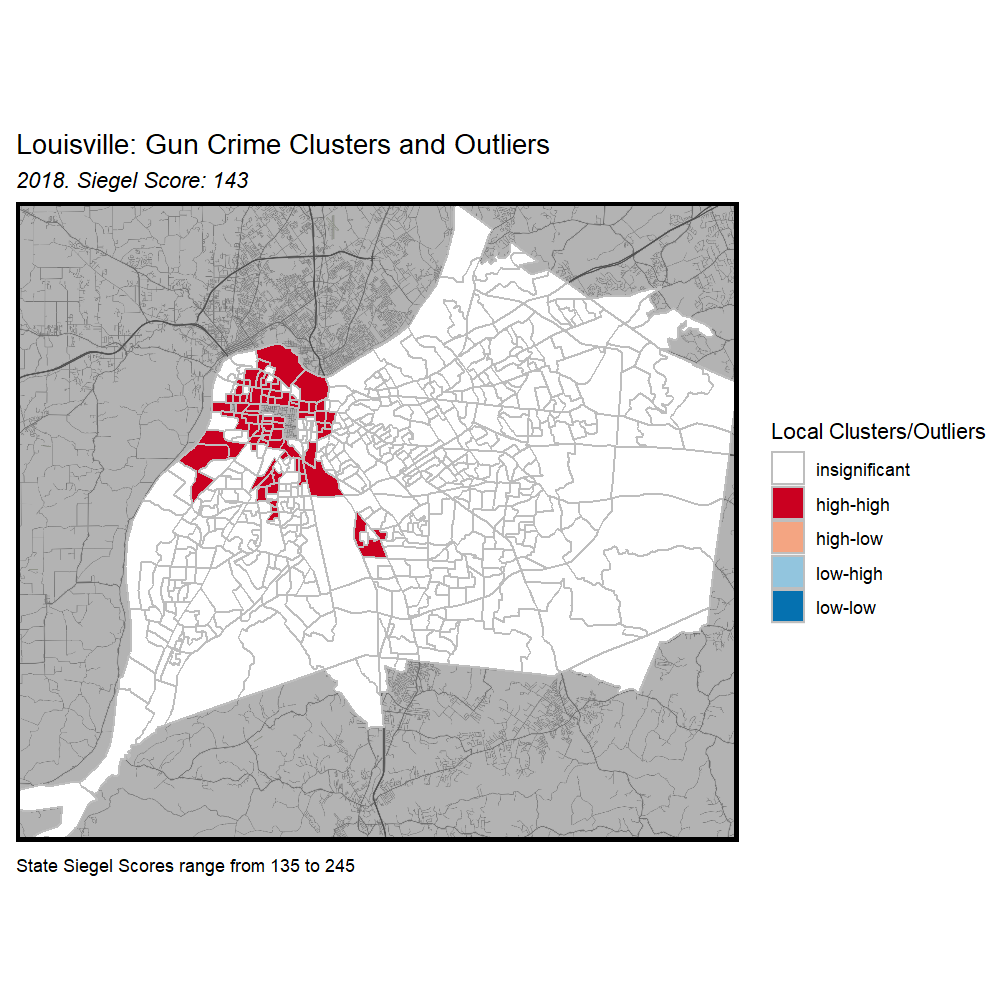 Louisville: Gun Crime Clusters and Outliers
2018. Siegel Score: 143
Local Clusters/Outliers
insignificant
high-high
high-low
low-high
low-low
State Siegel Scores range from 135 to 245